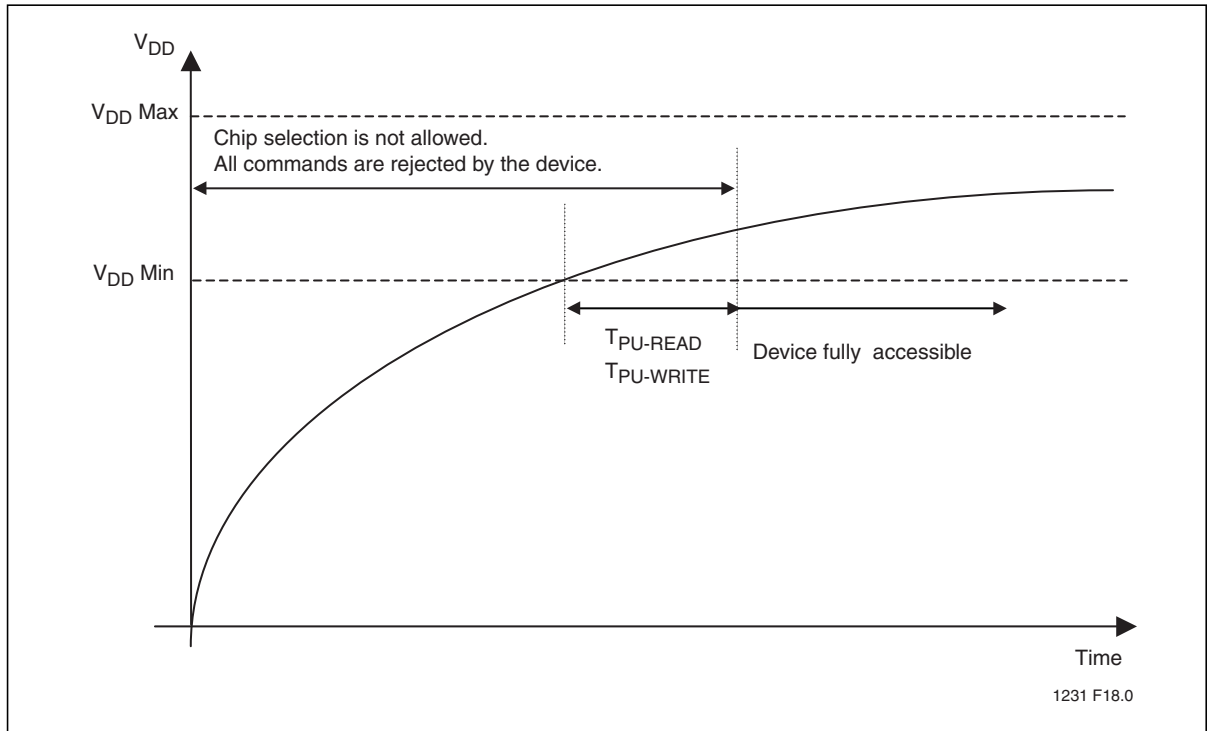 VDD
VDD Max
Chip selection is not allowed.
All commands are rejected by the device.
VDD Min
TPU-READ
TPU-WRITE
Device fully accessible
Time
1231 F18.0